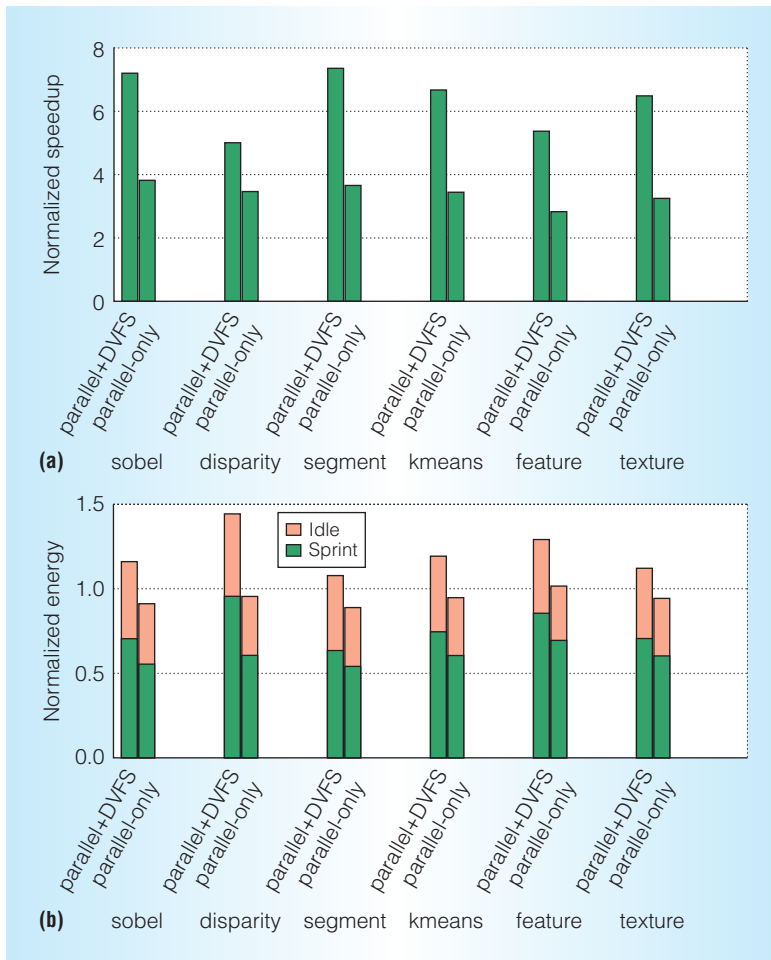 8
6
4
2
0
Normalized speedup
parallel+DVFS
parallel-only
parallel+DVFS
parallel-only
parallel+DVFS
parallel-only
parallel+DVFS
parallel-only
parallel+DVFS
parallel-only
parallel+DVFS
parallel-only
(a) sobel disparity segment kmeans feature texture
1.5
1.0
0.5
0.0
Normalized energy
Idle
Sprint
parallel+DVFS
parallel-only
parallel+DVFS
parallel-only
parallel+DVFS
parallel-only
parallel+DVFS
parallel-only
parallel+DVFS
parallel-only
parallel+DVFS
parallel-only
(b) sobel disparity segment kmeans feature texture